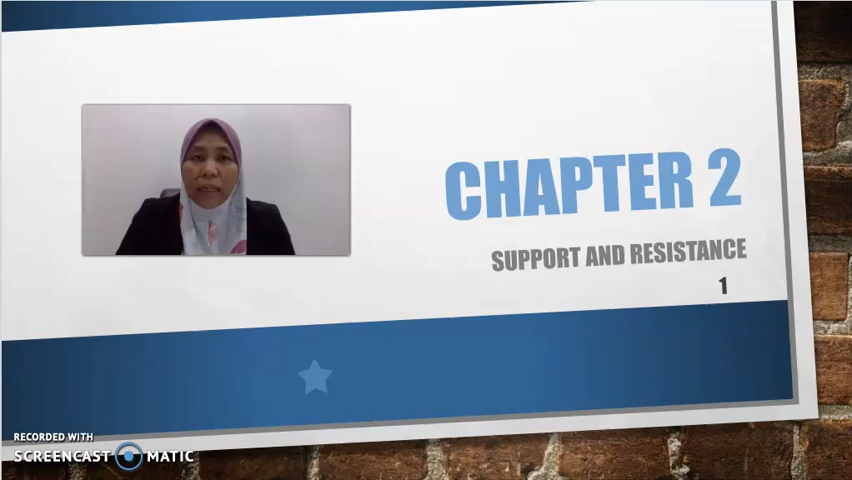 CHAPTER 2
SUPPORT AND RESISTANCE
1
RECORDED WITH
SCREENCAST MATIC